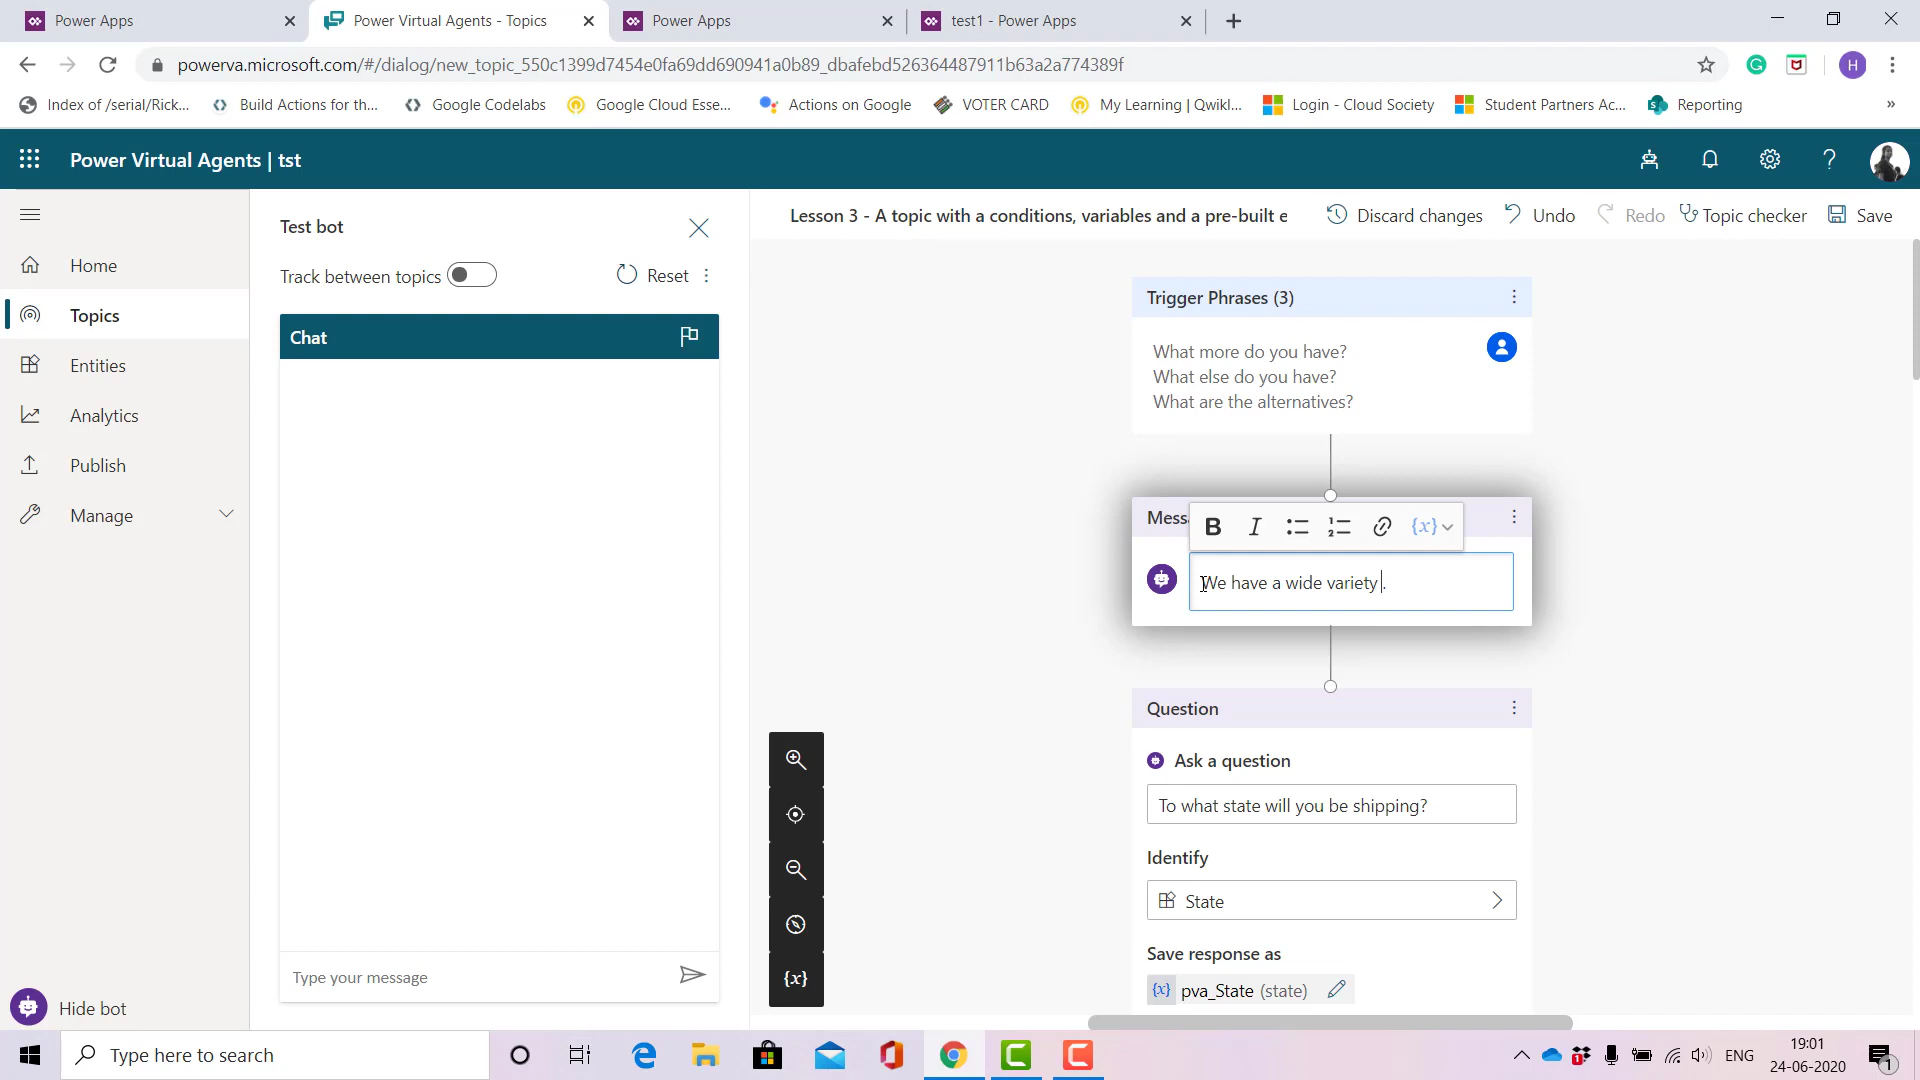 Power Apps
Power Virtual Agents - Topics
Power Apps
test1 - Power Apps
powerva.microsoft.com/#/dialog/new_topic_550c1399d7454e0fa69dd690941a0b89_dbafebd526364487911b63a2a774389f
H
Index of /serial/Rick...
Build Actions for th...
Google Codelabs
Google Cloud Esse...
Actions on Google
VOTER CARD
My Learning | Qwikl...
Login - Cloud Society
Student Partners Ac...
Reporting
»
Power Virtual Agents | tst
Home
Topics
Entities
Analytics
Publish
Manage
Hide bot
Test bot
Track between topics
Reset
Chat
Type your message
Lesson 3 - A topic with a conditions, variables and a pre-built e
Discard changes
Undo
Redo
Topic checker
Save
Trigger Phrases (3)
What more do you have?
What else do you have?
What are the alternatives?
Mess
B I {x}
We have a wide variety .
Question
Ask a question
To what state will you be shipping?
Identify
State
Save response as
{x} pva_State (state)
{x}
Type here to search
ENG
19:01
24-06-2020
1